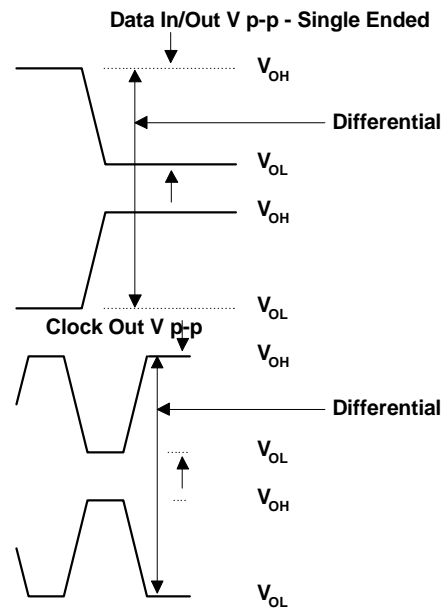 Data In/Out V p-p - Single Ended
VOH
Differential
VOL
VOH
VOL
Clock Out V p-p
VOH
Differential
VOL
VOH
VOL